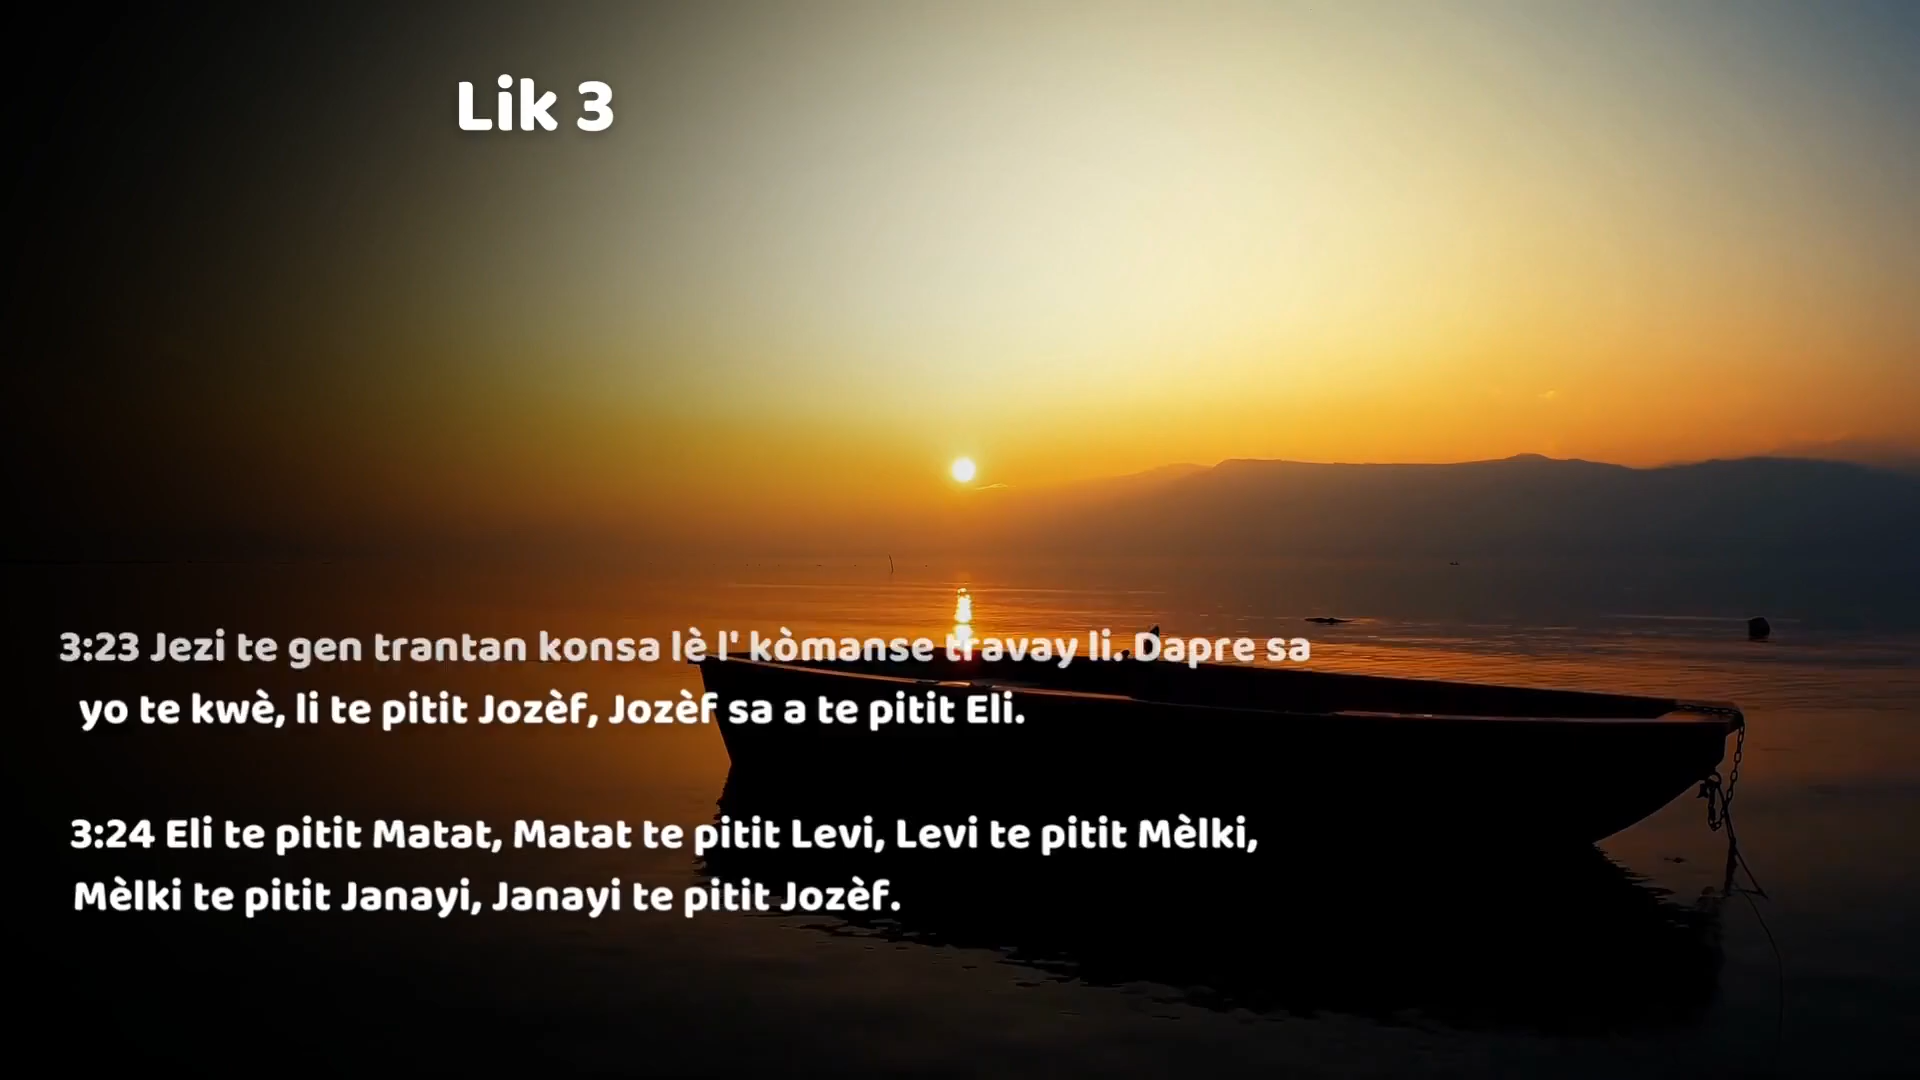 Lik 3
3:23 Jezi te gen trantan konsa lè l' kòmanse travay li. Dapre sa
yo te kwè, li te pitit Jozèf, Jozèf sa a te pitit Eli.
3:24 Eli te pitit Matat, Matat te pitit Levi, Levi te pitit Mèlki,
Mèlki te pitit Janayi, Janayi te pitit Jozèf.